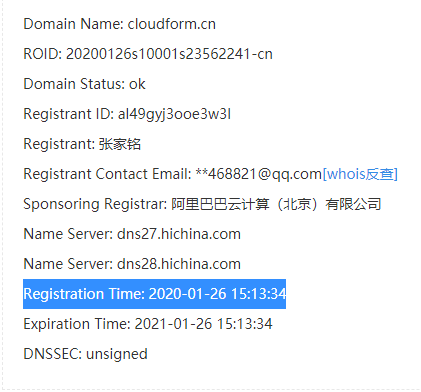 Domain Name: cloudform.cn
ROID: 20200126s10001s23562241-cn
Domain Status: ok
Registrant ID: al49gyj3ooe3w3l
Registrant: 张家铭
Registrant Contact Email: **468821@qq.com[whois反查]
Sponsoring Registrar: 阿里巴巴云计算（北京）有限公司
Name Server: dns27.hichina.com
Name Server: dns28.hichina.com
Registration Time: 2020-01-26 15:13:34
Expiration Time: 2021-01-26 15:13:34
DNSSEC: unsigned